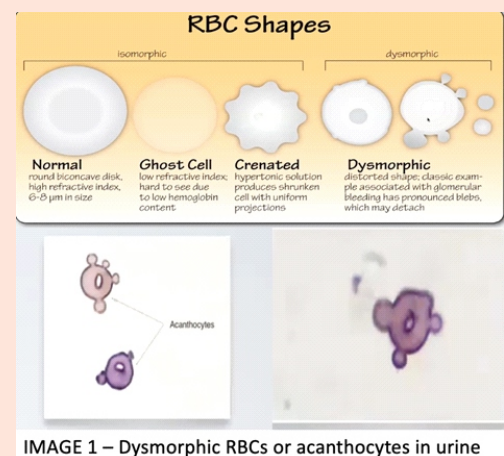 RBC Shapes
isomorphic
dysmorphic
Normal
round biconcave disk,
high refractive index,
6-8 µm in size
Ghost Cell
low refractive index;
hard to see due
to low hemoglobin
content
Crenated
hypertonic solution
produces shrunken
cell with uniform
projections
Dysmorphic
distorted shape; classic exam-
ple associated with glomerular
bleeding has pronounced blebs,
which may detach
Acanthocytes
IMAGE 1 – Dysmorphic RBCs or acanthocytes in urine